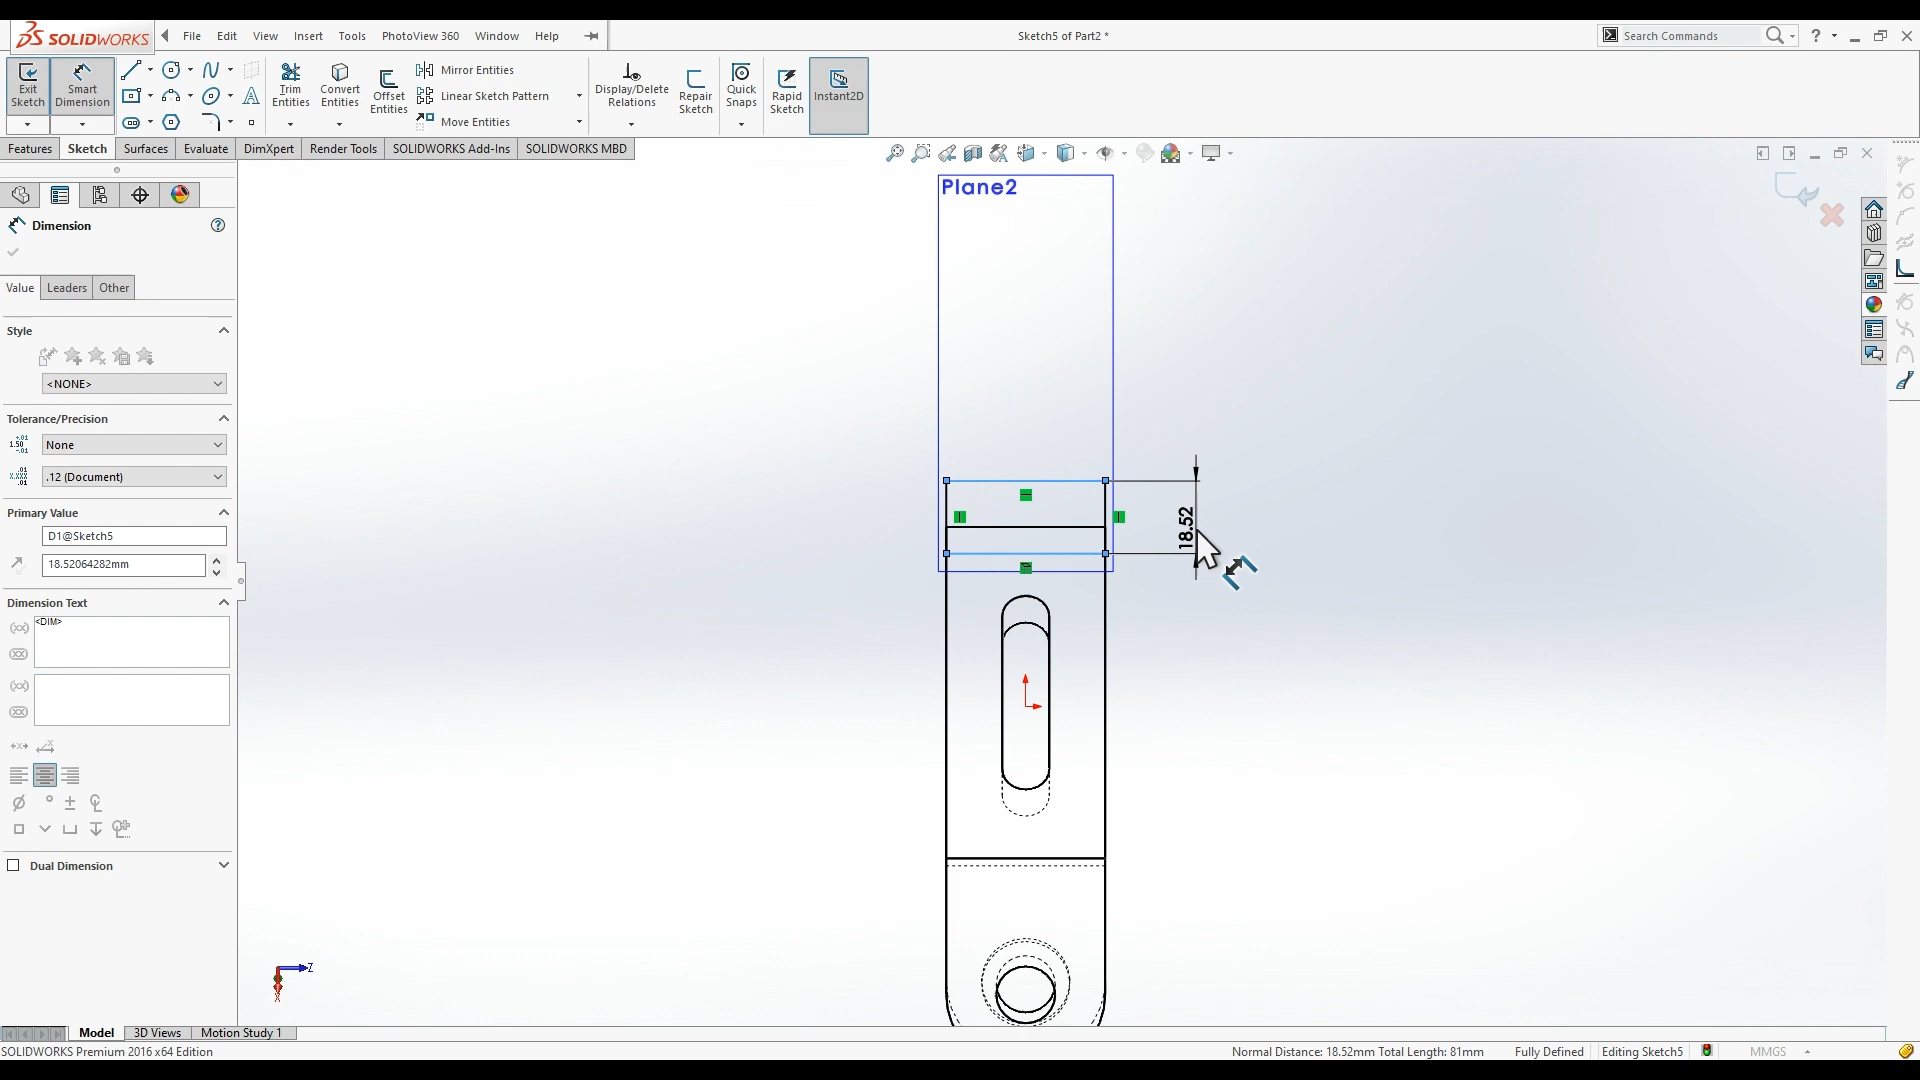 SOLIDWORKS
File Edit View Insert Tools PhotoView 360 Window Help
Sketch5 of Part2 *
Search Commands
Exit Sketch
Smart Dimension
Trim Entities
Convert Entities
Offset Entities
Mirror Entities
Linear Sketch Pattern
Move Entities
Display/Delete Relations
Repair Sketch
Quick Snaps
Rapid Sketch
Instant2D
Features Sketch Surfaces Evaluate DimXpert Render Tools SOLIDWORKS Add-Ins SOLIDWORKS MBD
Plane2
Dimension
Value Leaders Other
Style
<NONE>
Tolerance/Precision
None
.12 (Document)
Primary Value
D1@Sketch5
18.52064282mm
Dimension Text
<DIM>
Dual Dimension
18.52
Z
X
Model 3D Views Motion Study 1
SOLIDWORKS Premium 2016 x64 Edition
Normal Distance: 18.52mm Total Length: 81mm Fully Defined Editing Sketch5 MMGS